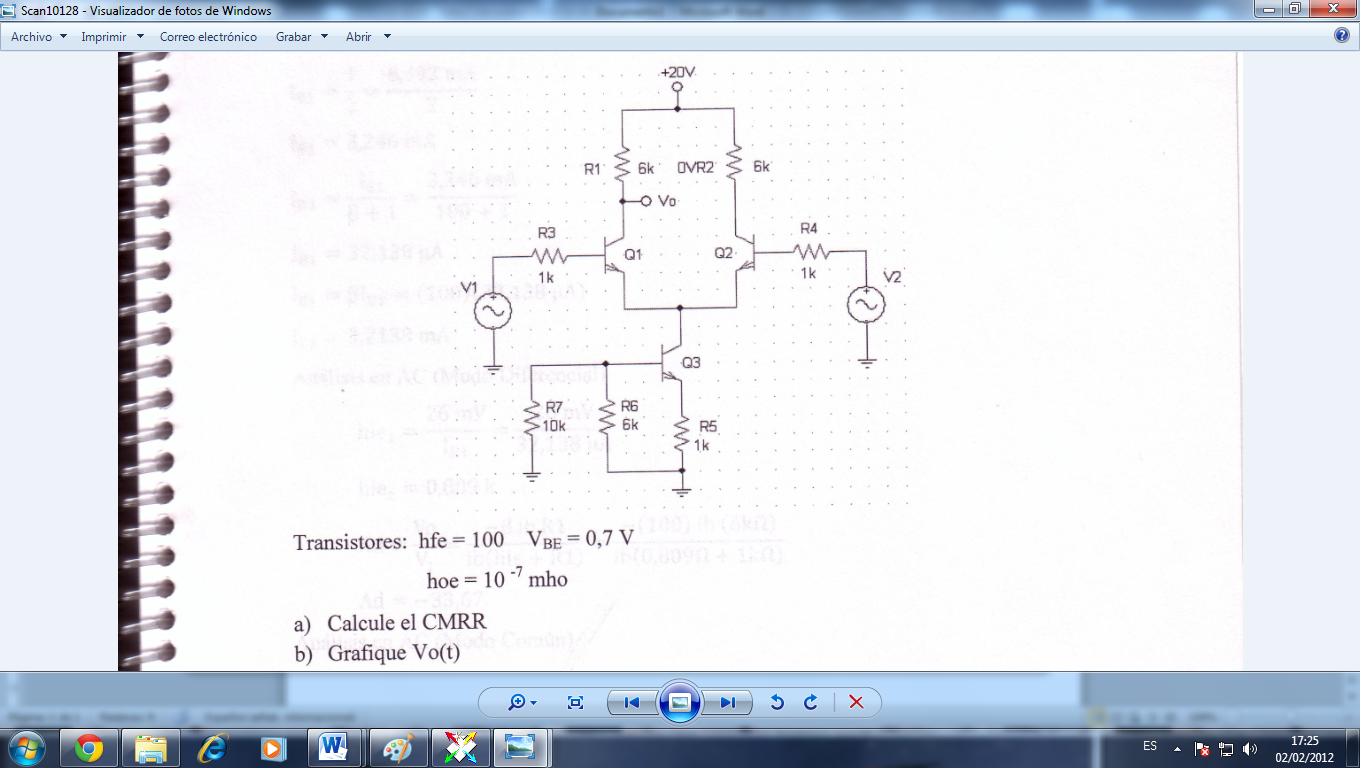 Scan10128 - Visualizador de fotos de Windows
Archivo Imprimir Correo electrónico Grabar Abrir
+20V
R1 6k 0VR2 6k
Vo
R3 R4
Q1 Q2
1k 1k
V1 V2
Q3
R7 R6
10k 6k R5
1k
Transistores: hfe = 100 VBE = 0,7 V
hoe = 10 -7 mho
a) Calcule el CMRR
b) Grafique Vo(t)
ES 17:25
02/02/2012